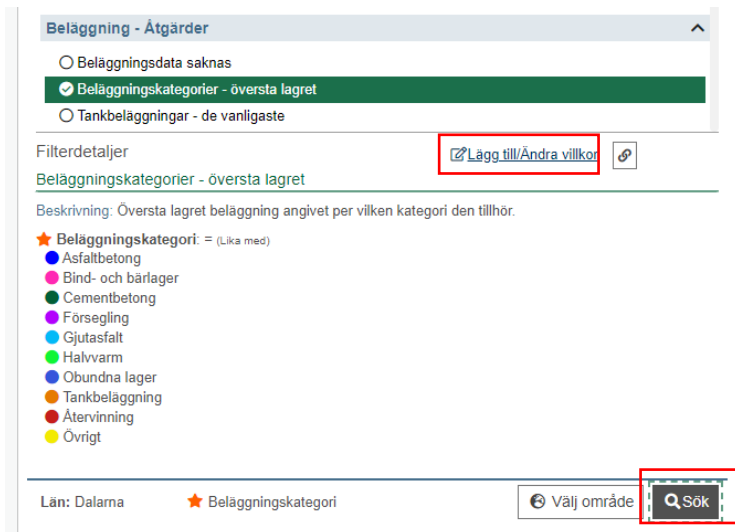 Beläggning - Åtgärder
Beläggningsdata saknas
Beläggningskategorier - översta lagret
Tankbeläggningar - de vanligaste
Filterdetaljer
Lägg till/Ändra villkor
Beläggningskategorier - översta lagret
Beskrivning: Översta lagret beläggning angivet per vilken kategori den tillhör.
Beläggningskategori: = (Lika med)
Asfaltbetong
Bind- och bärlager
Cementbetong
Försegling
Gjutasfalt
Halvvarm
Obundna lager
Tankbeläggning
Återvinning
Övrigt
Län: Dalarna
Beläggningskategori
Välj område
Sök